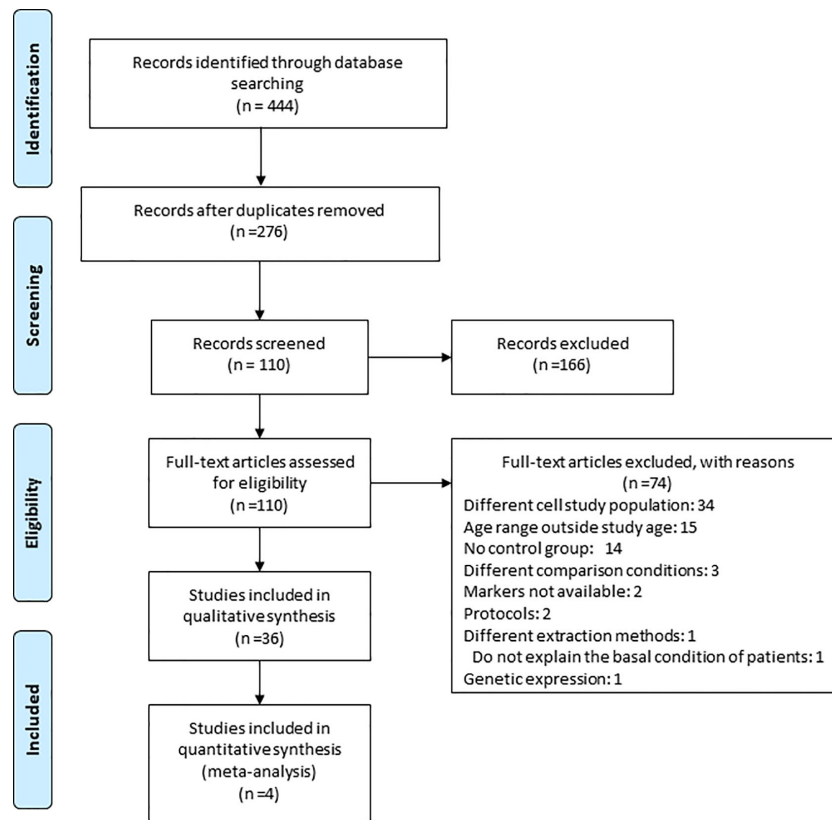 Identification
Records identified through database
searching
(n = 444)
Records after duplicates removed
(n =276)
Screening
Records screened
(n = 110)
Records excluded
(n =166)
Eligibility
Full-text articles assessed
for eligibility
(n =110)
Full-text articles excluded, with reasons
(n =74)
Different cell study population: 34
Age range outside study age: 15
No control group: 14
Different comparison conditions: 3
Markers not available: 2
Protocols: 2
Different extraction methods: 1
Do not explain the basal condition of patients: 1
Genetic expression: 1
Studies included in
qualitative synthesis
(n =36)
Included
Studies included in
quantitative synthesis
(meta-analysis)
(n =4)